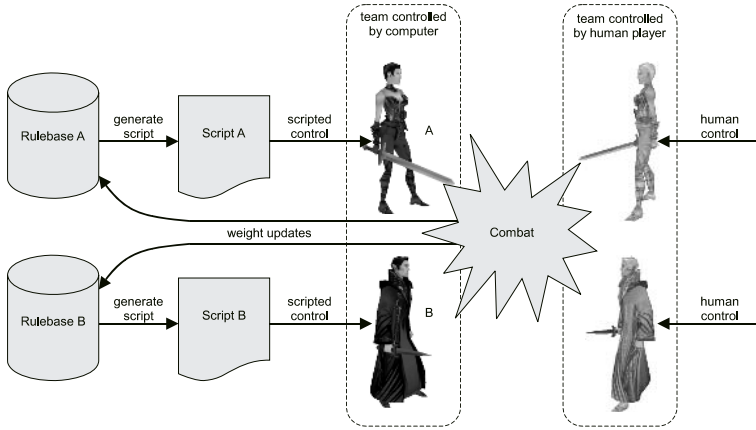 team controlled
by computer
team controlled
by human player
Rulebase A
generate
script
Script A
scripted
control
A
human
control
Combat
weight updates
Rulebase B
generate
script
Script B
scripted
control
B
human
control